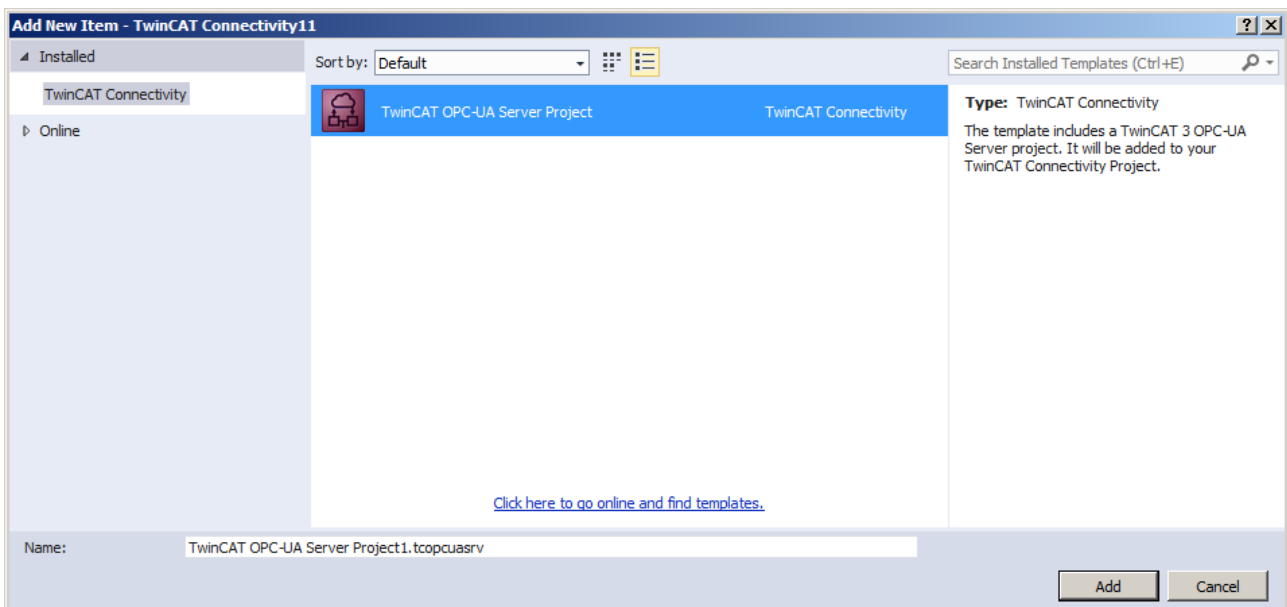 Add New Item - TwinCAT Connectivity11
Installed
TwinCAT Connectivity
Online
Sort by: Default
Search Installed Templates (Ctrl+E)
TwinCAT OPC-UA Server Project TwinCAT Connectivity
Type: TwinCAT Connectivity
The template includes a TwinCAT 3 OPC-UA
Server project. It will be added to your
TwinCAT Connectivity Project.
Click here to go online and find templates.
Name: TwinCAT OPC-UA Server Project1.tcopcuasrv
Add Cancel